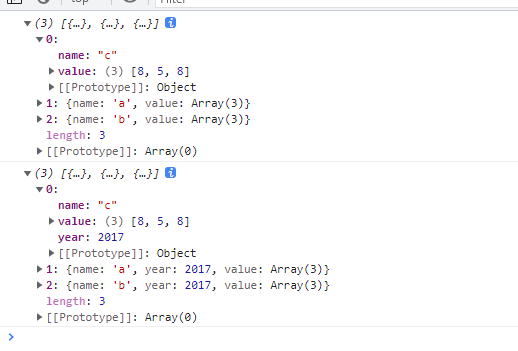 top
Filter
(3) [{…}, {…}, {…}] i
0:
name: "c"
value: (3) [8, 5, 8]
[[Prototype]]: Object
1: {name: 'a', value: Array(3)}
2: {name: 'b', value: Array(3)}
length: 3
[[Prototype]]: Array(0)
(3) [{…}, {…}, {…}] i
0:
name: "c"
value: (3) [8, 5, 8]
year: 2017
[[Prototype]]: Object
1: {name: 'a', year: 2017, value: Array(3)}
2: {name: 'b', year: 2017, value: Array(3)}
length: 3
[[Prototype]]: Array(0)